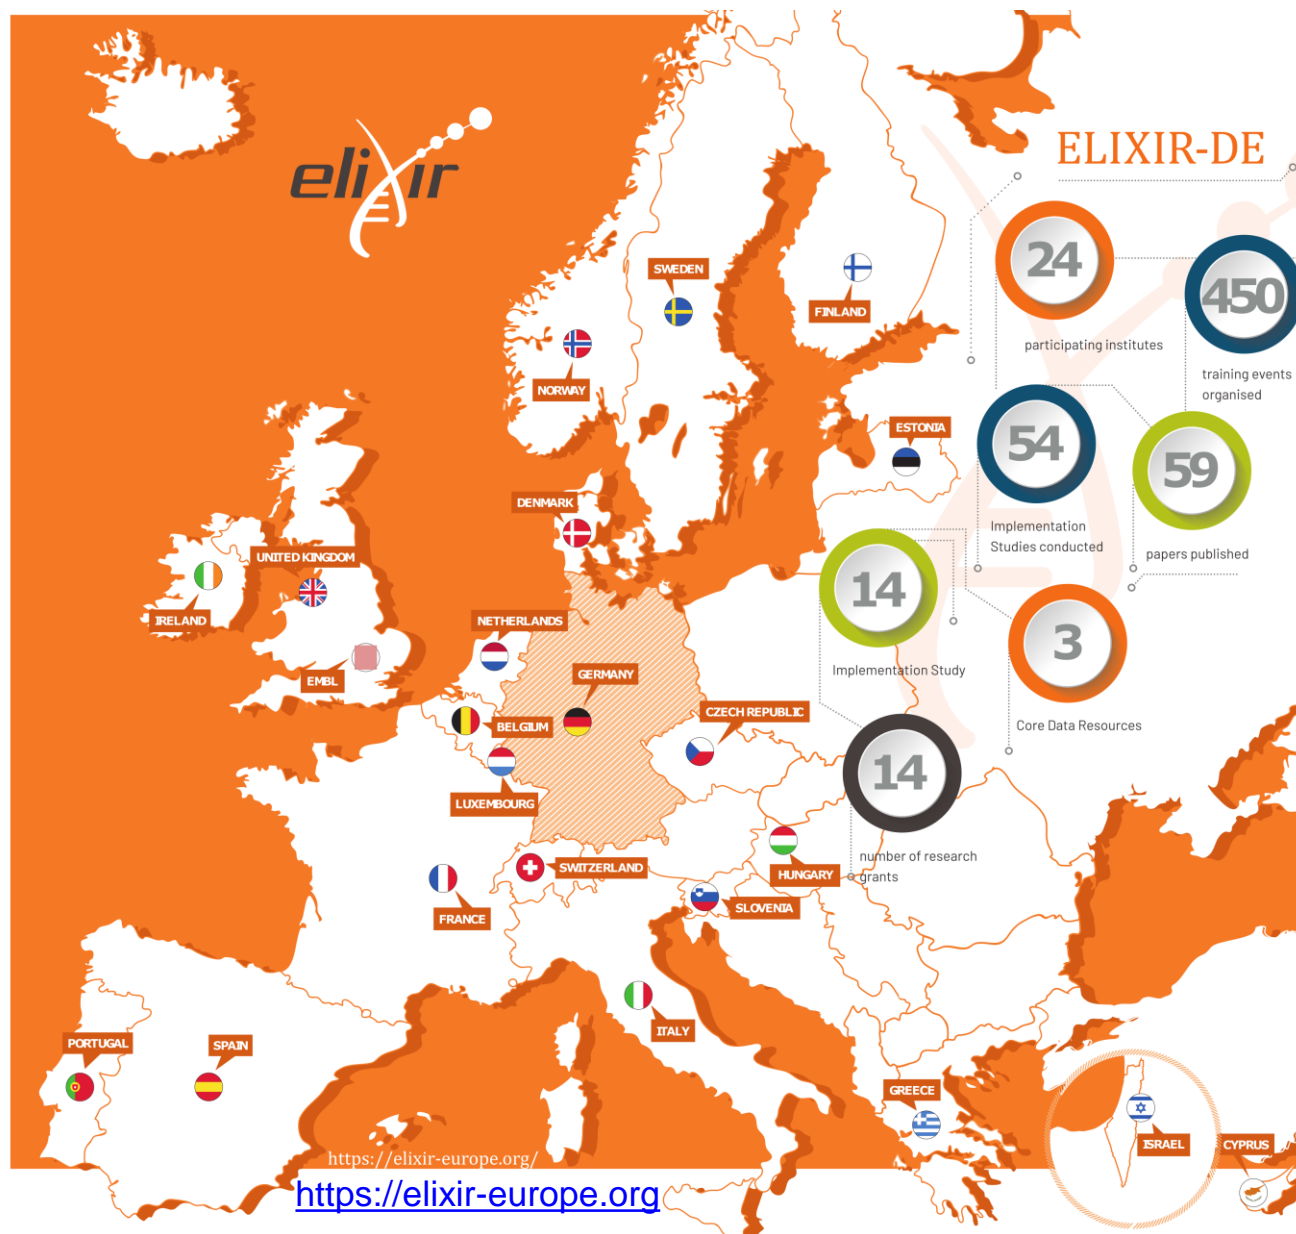 elixir
ELIXIR-DE
24
participating institutes
450
training events
organised
54
Implementation
Studies conducted
59
papers published
14
Implementation Study
3
Core Data Resources
14
number of research
grants
SWEDEN
FINLAND
NORWAY
ESTONIA
DENMARK
UNITED KINGDOM
IRELAND
NETHERLANDS
EMBL
GERMANY
BELGIUM
CZECH REPUBLIC
LUXEMBOURG
SWITZERLAND
HUNGARY
FRANCE
SLOVENIA
ITALY
PORTUGAL
SPAIN
GREECE
ISRAEL
CYPRUS
https://elixir-europe.org/
https://elixir-europe.org